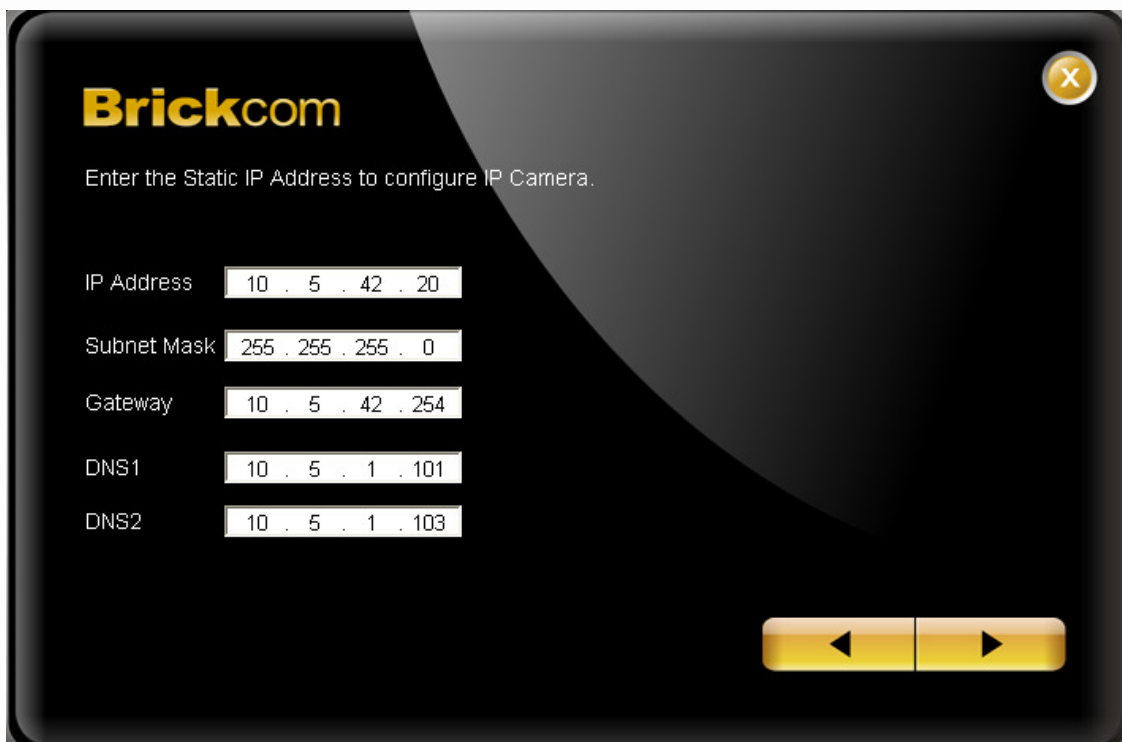 X
Brickcom
Enter the Static IP Address to configure IP Camera.
IP Address 10 . 5 . 42 . 20
Subnet Mask 255 . 255 . 255 . 0
Gateway 10 . 5 . 42 . 254
DNS1 10 . 5 . 1 . 101
DNS2 10 . 5 . 1 . 103